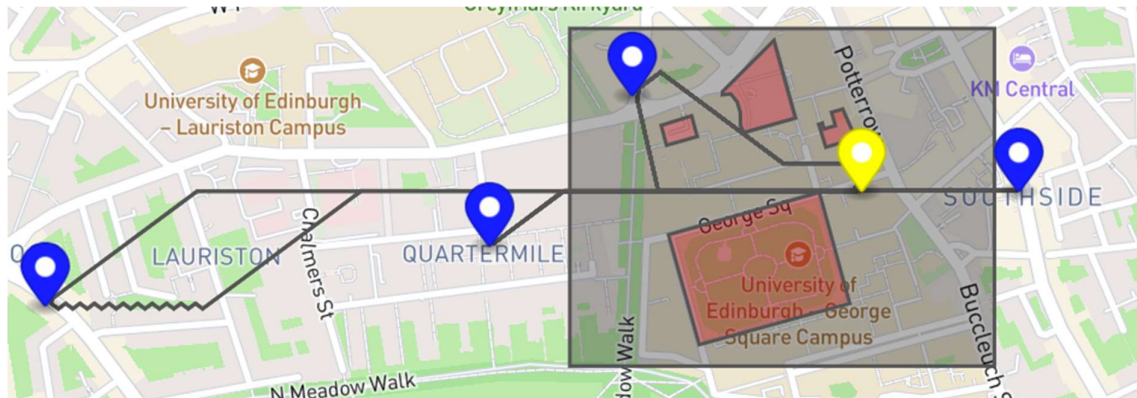 W P
Greyfriars Kirkyard
University of Edinburgh
– Lauriston Campus
Potterrow
KM Central
SOUTHSIDE
George Sq
LAURISTON
Chalmers St
QUARTERMILE
University of
Edinburgh – George
Square Campus
Buccleuch S
dow Walk
N Meadow Walk